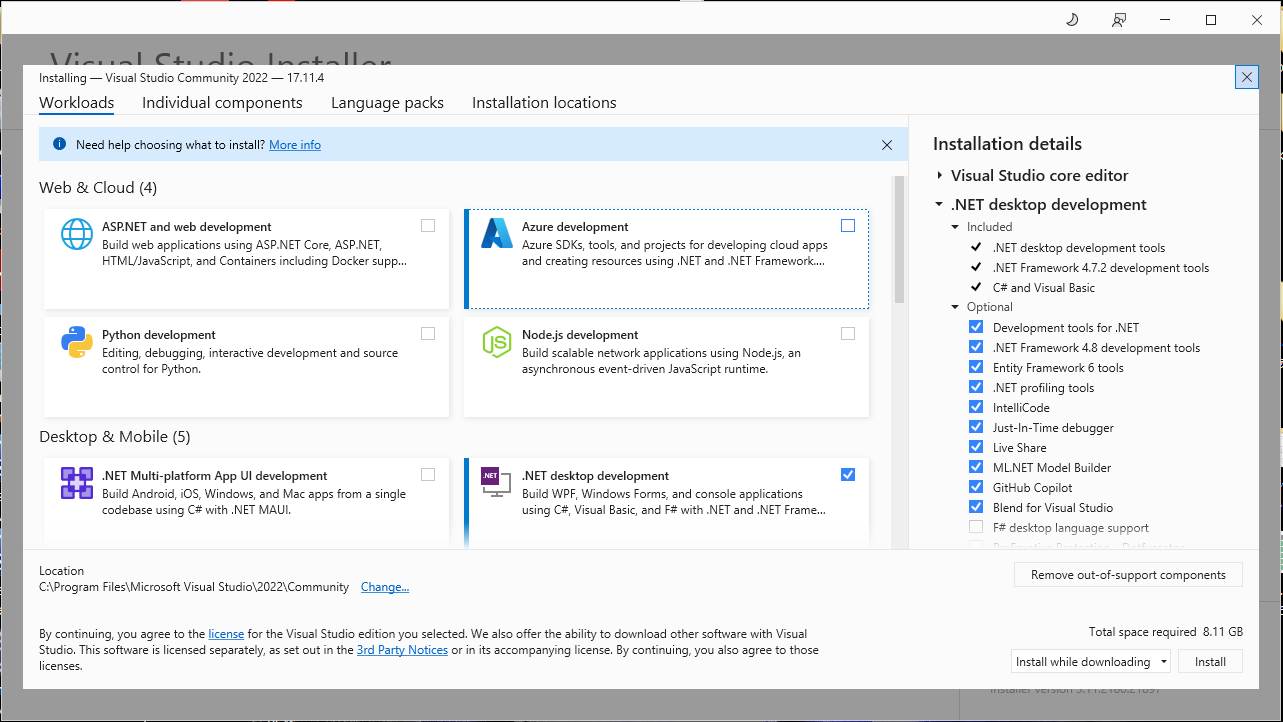 Visual Studio Installer
Installing — Visual Studio Community 2022 — 17.11.4
Workloads
Individual components
Language packs
Installation locations
Need help choosing what to install? More info
Web & Cloud (4)
ASP.NET and web development
Build web applications using ASP.NET Core, ASP.NET,
HTML/JavaScript, and Containers including Docker supp...
Azure development
Azure SDKs, tools, and projects for developing cloud apps
and creating resources using .NET and .NET Framework....
Python development
Editing, debugging, interactive development and source
control for Python.
JS
Node.js development
Build scalable network applications using Node.js, an
asynchronous event-driven JavaScript runtime.
Desktop & Mobile (5)
.NET Multi-platform App UI development
Build Android, iOS, Windows, and Mac apps from a single
codebase using C# with .NET MAUI.
.NET
.NET desktop development
Build WPF, Windows Forms, and console applications
using C#, Visual Basic, and F# with .NET and .NET Frame...
Installation details
Visual Studio core editor
.NET desktop development
Included
.NET desktop development tools
.NET Framework 4.7.2 development tools
C# and Visual Basic
Optional
Development tools for .NET
.NET Framework 4.8 development tools
Entity Framework 6 tools
.NET profiling tools
IntelliCode
Just-In-Time debugger
Live Share
ML.NET Model Builder
GitHub Copilot
Blend for Visual Studio
F# desktop language support
Location
C:\Program Files\Microsoft Visual Studio\2022\Community Change...
Remove out-of-support components
By continuing, you agree to the license for the Visual Studio edition you selected. We also offer the ability to download other software with Visual
Studio. This software is licensed separately, as set out in the 3rd Party Notices or in its accompanying license. By continuing, you also agree to those
licenses.
Total space required 8.11 GB
Install while downloading
Install